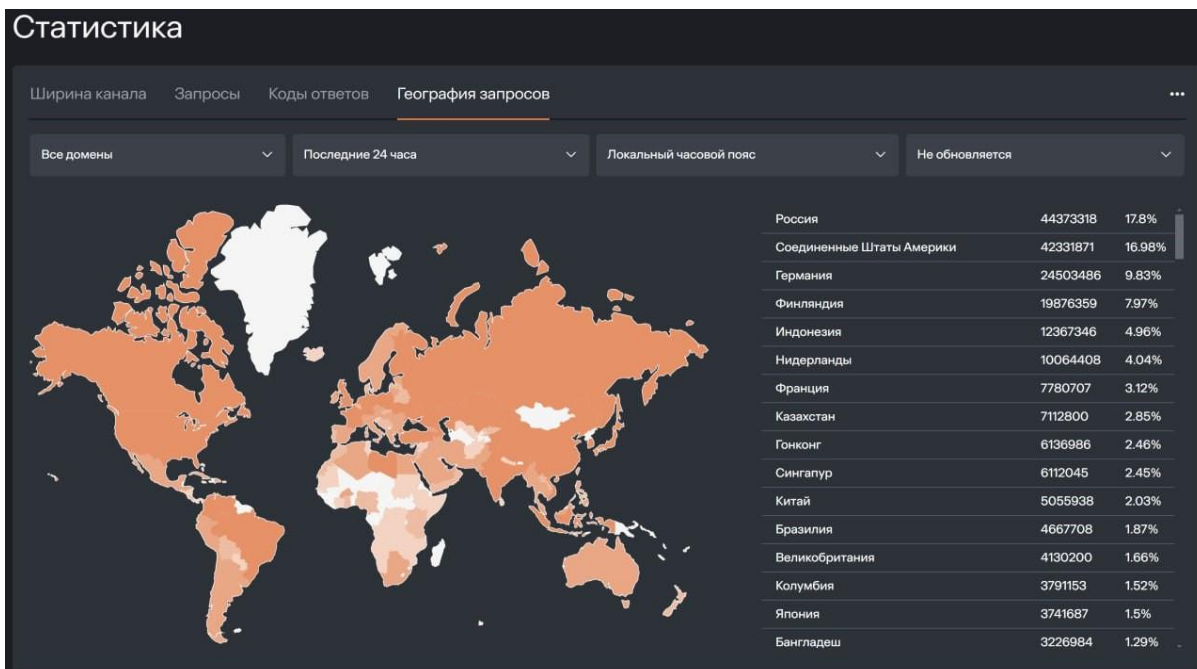 Статистика
Ширина канала Запросы Коды ответов География запросов
Все домены Последние 24 часа Локальный часовой пояс Не обновляется
Россия 44373318 17.8%
Соединенные Штаты Америки 42331871 16.98%
Германия 24503486 9.83%
Финляндия 19876359 7.97%
Индонезия 12367346 4.96%
Нидерланды 10064408 4.04%
Франция 7780707 3.12%
Казахстан 7112800 2.85%
Гонконг 6136986 2.46%
Сингапур 6112045 2.45%
Китай 5055938 2.03%
Бразилия 4667708 1.87%
Великобритания 4130200 1.66%
Колумбия 3791153 1.52%
Япония 3741687 1.5%
Бангладеш 3226984 1.29%